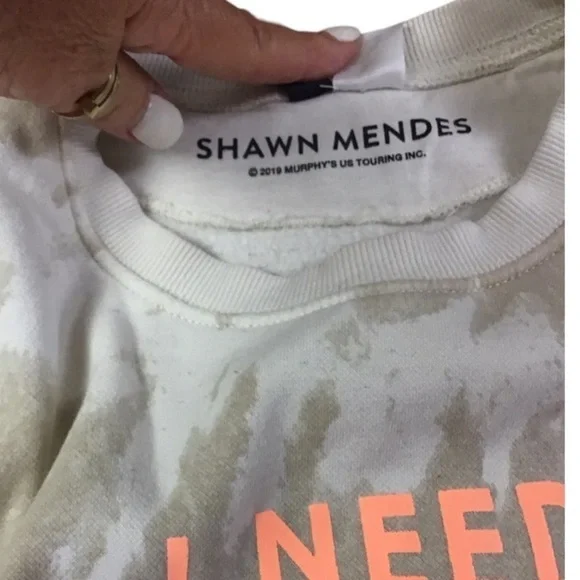 SHAWN MENDES
© 2019 MURPHY'S US TOURING INC.
I NEED